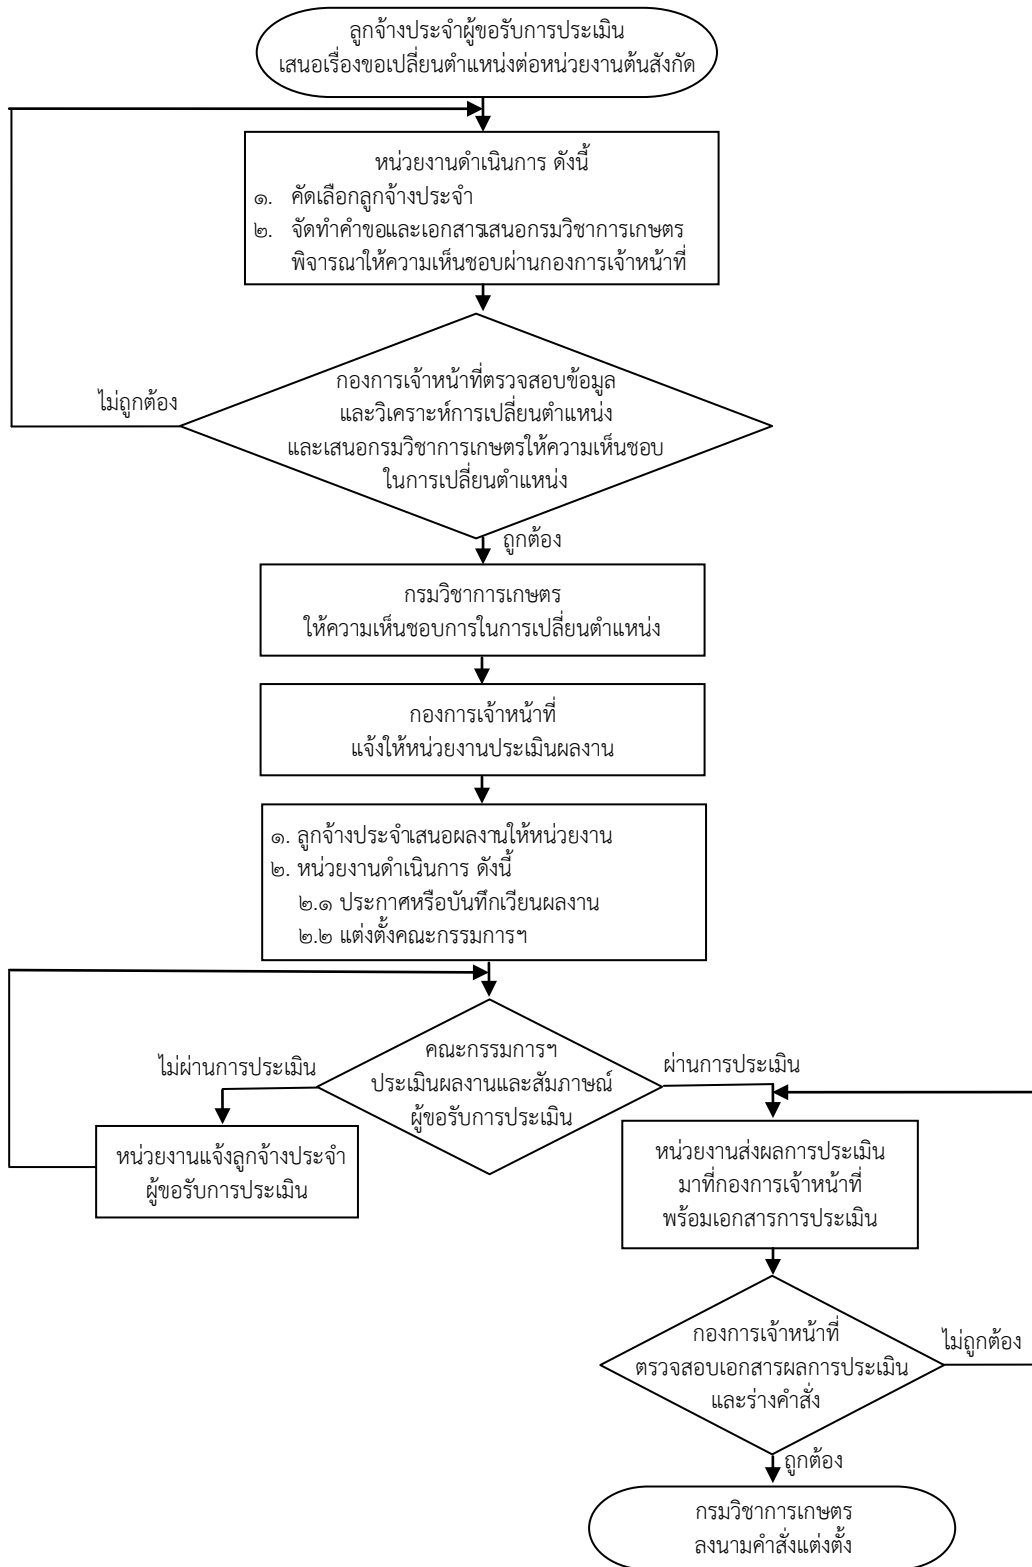 ลูกจ้างประจำผู้ขอรับการประเมิน
เสนอเรื่องขอเปลี่ยนตำแหน่งต่อหน่วยงานต้นสังกัด
หน่วยงานดำเนินการ ดังนี้
๑. คัดเลือกลูกจ้างประจำ
๒. จัดทำคำขอและเอกสารเสนอกรมวิชาการเกษตร
พิจารณาให้ความเห็นชอบผ่านกองการเจ้าหน้าที่
กองการเจ้าหน้าที่ตรวจสอบข้อมูล
และวิเคราะห์การเปลี่ยนตำแหน่ง
และเสนอกรมวิชาการเกษตรให้ความเห็นชอบ
ในการเปลี่ยนตำแหน่ง
ไม่ถูกต้อง
ถูกต้อง
กรมวิชาการเกษตร
ให้ความเห็นชอบการในการเปลี่ยนตำแหน่ง
กองการเจ้าหน้าที่
แจ้งให้หน่วยงานประเมินผลงาน
๑. ลูกจ้างประจำเสนอผลงานให้หน่วยงาน
๒. หน่วยงานดำเนินการ ดังนี้
๒.๑ ประกาศหรือบันทึกเวียนผลงาน
๒.๒ แต่งตั้งคณะกรรมการฯ
คณะกรรมการฯ
ประเมินผลงานและสัมภาษณ์
ผู้ขอรับการประเมิน
ไม่ผ่านการประเมิน
ผ่านการประเมิน
หน่วยงานแจ้งลูกจ้างประจำ
ผู้ขอรับการประเมิน
หน่วยงานส่งผลการประเมิน
มาที่กองการเจ้าหน้าที่
พร้อมเอกสารการประเมิน
กองการเจ้าหน้าที่
ตรวจสอบเอกสารผลการประเมิน
และร่างคำสั่ง
ไม่ถูกต้อง
ถูกต้อง
กรมวิชาการเกษตร
ลงนามคำสั่งแต่งตั้ง